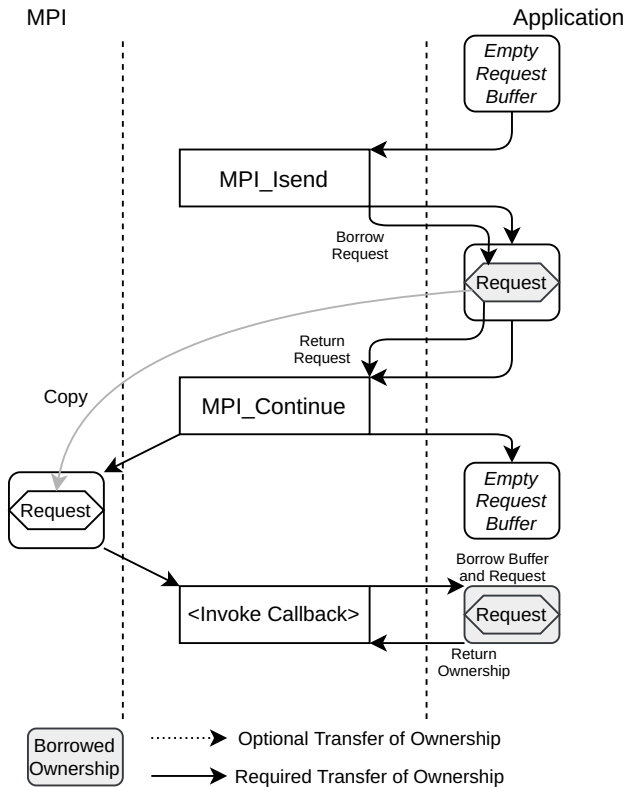 MPI
Application
Empty
Request
Buffer
MPI_Isend
Borrow
Request
Request
Return
Request
Copy
MPI_Continue
Request
Empty
Request
Buffer
Borrow Buffer
and Request
<Invoke Callback>
Request
Return
Ownership
Borrowed
Ownership
Optional Transfer of Ownership
Required Transfer of Ownership